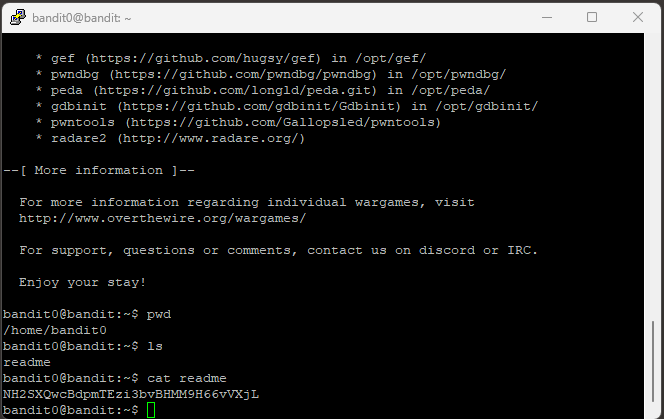 bandit0@bandit: ~
* gef (https://github.com/hugsy/gef) in /opt/gef/
* pwndbg (https://github.com/pwndbg/pwndbg) in /opt/pwndbg/
* peda (https://github.com/longld/peda.git) in /opt/peda/
* gdbinit (https://github.com/gdbinit/Gdbinit) in /opt/gdbinit/
* pwntools (https://github.com/Gallopsled/pwntools)
* radare2 (http://www.radare.org/)
--[ More information ]--
For more information regarding individual wargames, visit
http://www.overthewire.org/wargames/
For support, questions or comments, contact us on discord or IRC.
Enjoy your stay!
bandit0@bandit:~$ pwd
/home/bandit0
bandit0@bandit:~$ ls
readme
bandit0@bandit:~$ cat readme
NH2SXQwcBdpmTEzi3bvBHMM9H66vVXjL
bandit0@bandit:~$